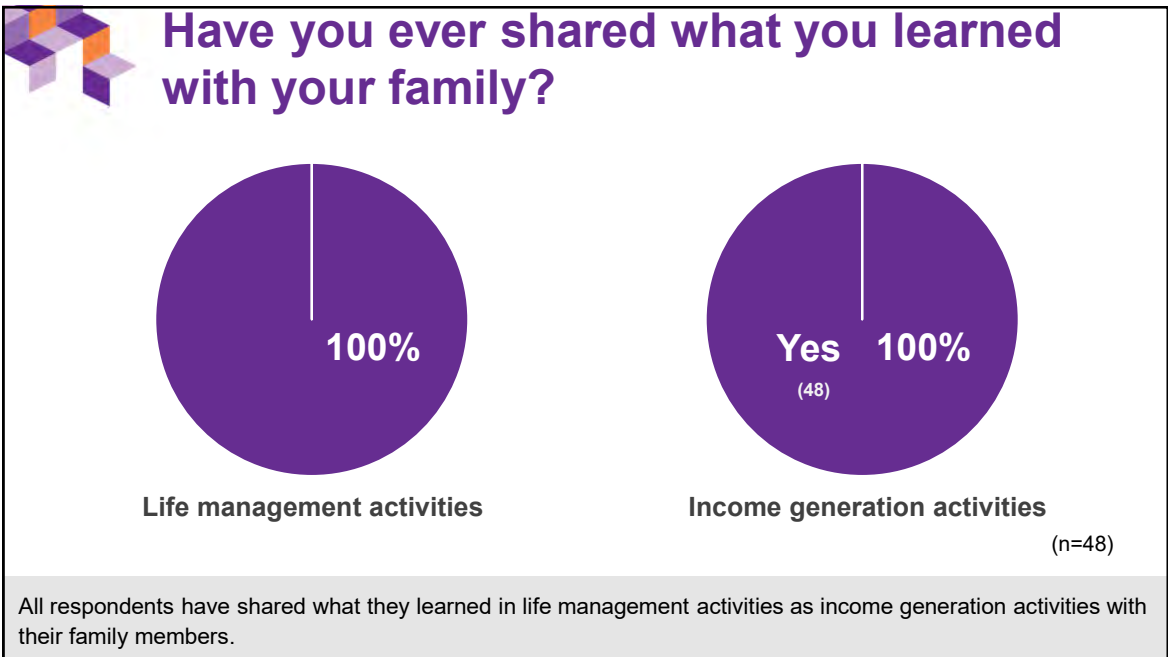 Have you ever shared what you learned
with your family?
100%
Yes 100%
(48)
Life management activities
Income generation activities
(n=48)
All respondents have shared what they learned in life management activities as income generation activities with
their family members.